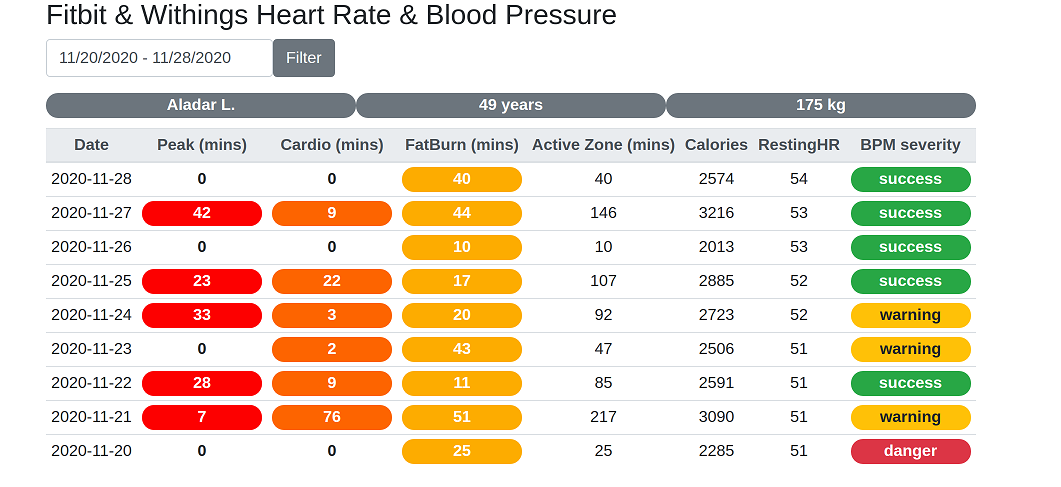 Fitbit & Withings Heart Rate & Blood Pressure
11/20/2020 - 11/28/2020 Filter
Aladar L. 49 years 175 kg
Date Peak (mins) Cardio (mins) FatBurn (mins) Active Zone (mins) Calories RestingHR BPM severity
2020-11-28 0 0 40 40 2574 54 success
2020-11-27 42 9 44 146 3216 53 success
2020-11-26 0 0 10 10 2013 53 success
2020-11-25 23 22 17 107 2885 52 success
2020-11-24 33 3 20 92 2723 52 warning
2020-11-23 0 2 43 47 2506 51 warning
2020-11-22 28 9 11 85 2591 51 success
2020-11-21 7 76 51 217 3090 51 warning
2020-11-20 0 0 25 25 2285 51 danger